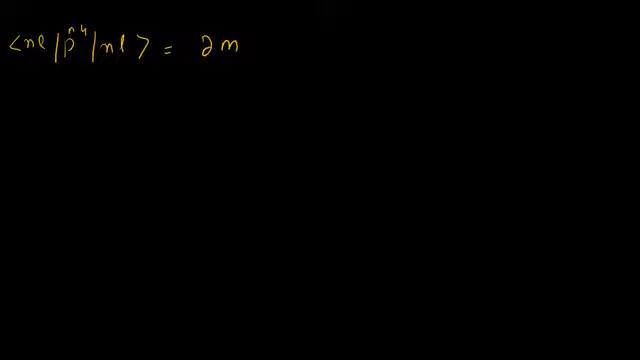 <nl|p̂⁴|nl> = 2m